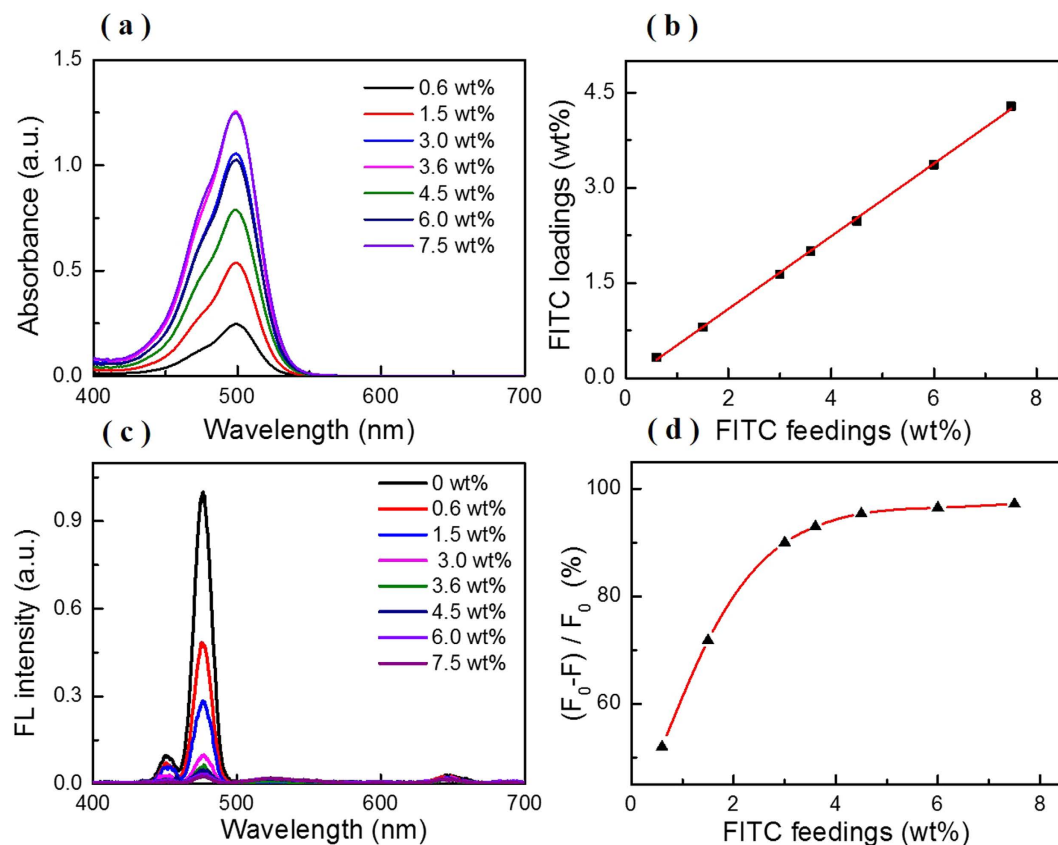 ( a )
1.5
1.0
0.5
0.0
400
500
600
700
Absorbance (a.u.)
Wavelength (nm)
0.6 wt%
1.5 wt%
3.0 wt%
3.6 wt%
4.5 wt%
6.0 wt%
7.5 wt%
( b )
4.5
3.0
1.5
0.0
0
2
4
6
8
FITC loadings (wt%)
FITC feedings (wt%)
( c )
0.9
0.6
0.3
0.0
400
500
600
700
FL intensity (a.u.)
Wavelength (nm)
0 wt%
0.6 wt%
1.5 wt%
3.0 wt%
3.6 wt%
4.5 wt%
6.0 wt%
7.5 wt%
( d )
100
80
60
0
2
4
6
8
(F0-F) / F0 (%)
FITC feedings (wt%)